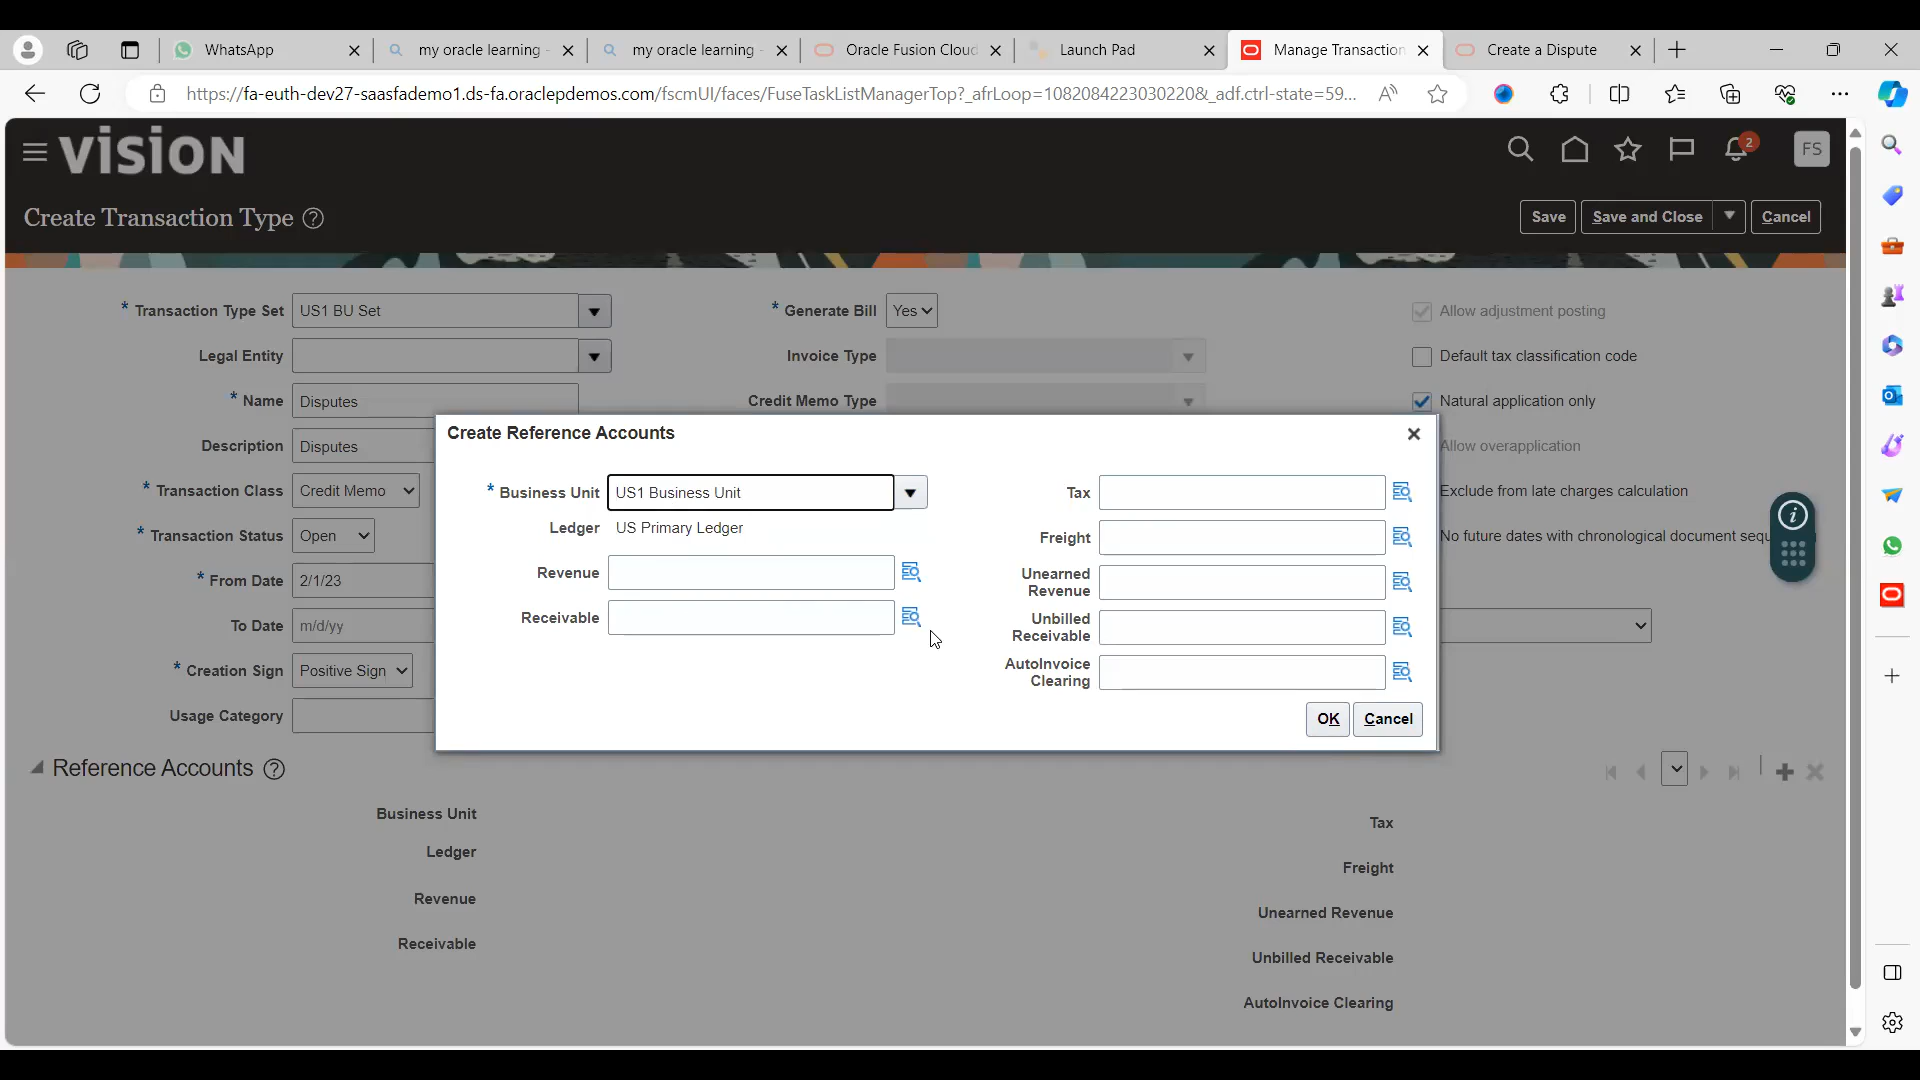 WhatsApp
my oracle learning -
my oracle learning -
Oracle Fusion Cloud
Launch Pad
Manage Transaction
Create a Dispute
https://fa-euth-dev27-saasfademo1.ds-fa.oraclepdemos.com/fscmUI/faces/FuseTaskListManagerTop?_afrLoop=10820842230302208&_adf.ctrl-state=59...
VISION
2
FS
Create Transaction Type
Save
Save and Close
Cancel
* Transaction Type Set US1 BU Set
* Generate Bill Yes
Allow adjustment posting
Legal Entity
Invoice Type
Default tax classification code
* Name Disputes
Credit Memo Type
Natural application only
Description Disputes
Allow overapplication
* Transaction Class Credit Memo
Exclude from late charges calculation
* Transaction Status Open
No future dates with chronological document sequ
* From Date 2/1/23
To Date m/d/yy
* Creation Sign Positive Sign
Usage Category
Create Reference Accounts
* Business Unit US1 Business Unit
Ledger US Primary Ledger
Revenue
Receivable
Tax
Freight
Unearned
Revenue
Unbilled
Receivable
AutoInvoice
Clearing
OK
Cancel
Reference Accounts
Business Unit
Ledger
Revenue
Receivable
Tax
Freight
Unearned Revenue
Unbilled Receivable
AutoInvoice Clearing